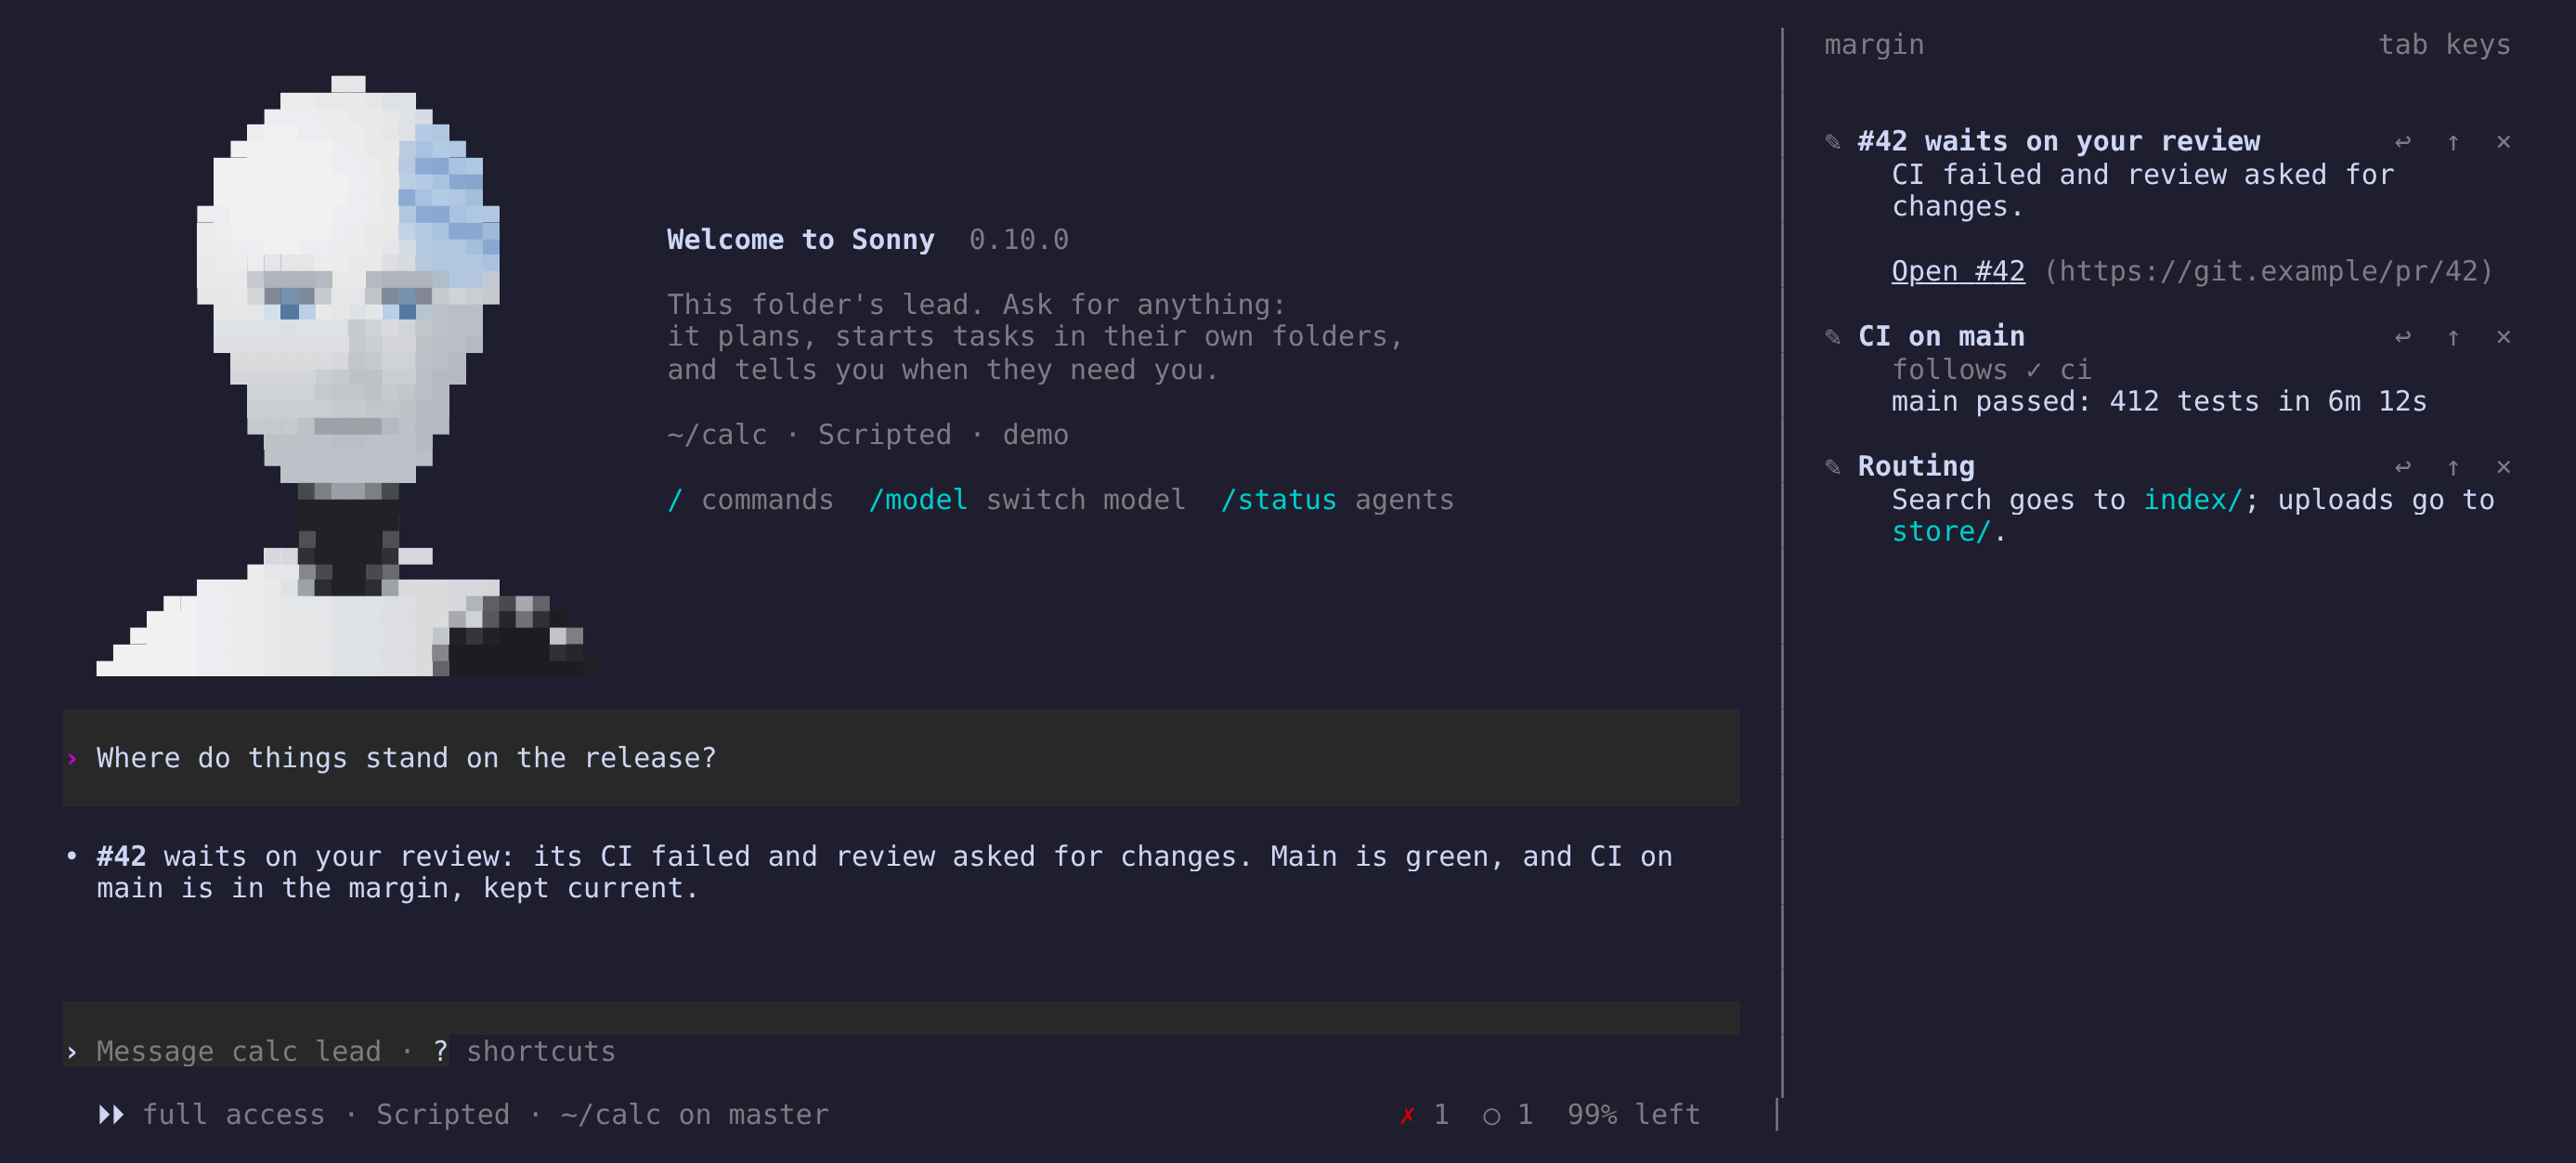 Welcome to Sonny  0.10.0
This folder's lead. Ask for anything:
it plans, starts tasks in their own folders,
and tells you when they need you.
~/calc · Scripted · demo
/ commands  /model switch model  /status agents
› Where do things stand on the release?
• #42 waits on your review: its CI failed and review asked for changes. Main is green, and CI on
main is in the margin, kept current.
› Message calc lead · ? shortcuts
⏵⏵ full access · Scripted · ~/calc on master  ✗ 1  ○ 1  99% left
margin  tab keys
✎ #42 waits on your review  ↩ ↑ ×
CI failed and review asked for
changes.
Open #42 (https://git.example/pr/42)
✎ CI on main  ↩ ↑ ×
follows ✓ ci
main passed: 412 tests in 6m 12s
✎ Routing  ↩ ↑ ×
Search goes to index/; uploads go to
store/.